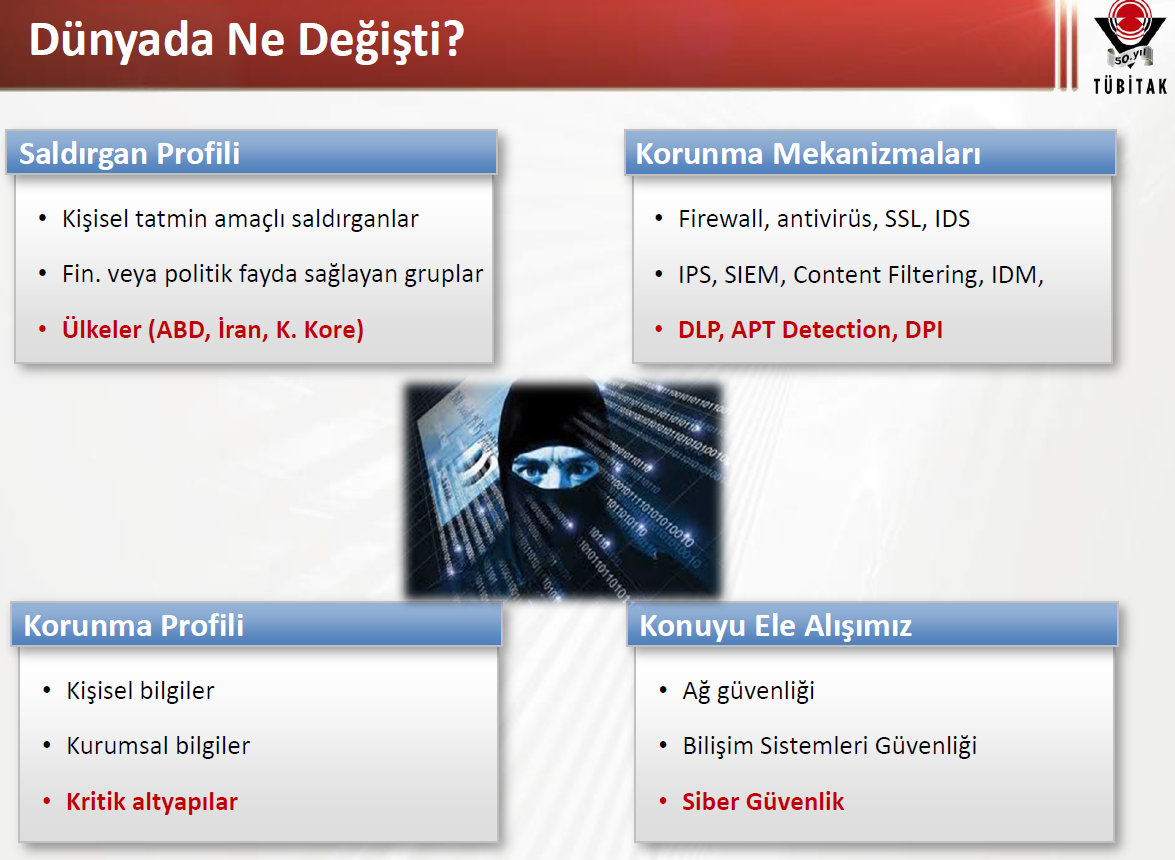 Dünyada Ne Değişti?
50.yıl
TÜBİTAK
Saldırgan Profili
• Kişisel tatmin amaçlı saldırganlar
• Fin. veya politik fayda sağlayan gruplar
• Ülkeler (ABD, İran, K. Kore)
Korunma Mekanizmaları
• Firewall, antivirüs, SSL, IDS
• IPS, SIEM, Content Filtering, IDM,
• DLP, APT Detection, DPI
Korunma Profili
• Kişisel bilgiler
• Kurumsal bilgiler
• Kritik altyapılar
Konuyu Ele Alışımız
• Ağ güvenliği
• Bilişim Sistemleri Güvenliği
• Siber Güvenlik